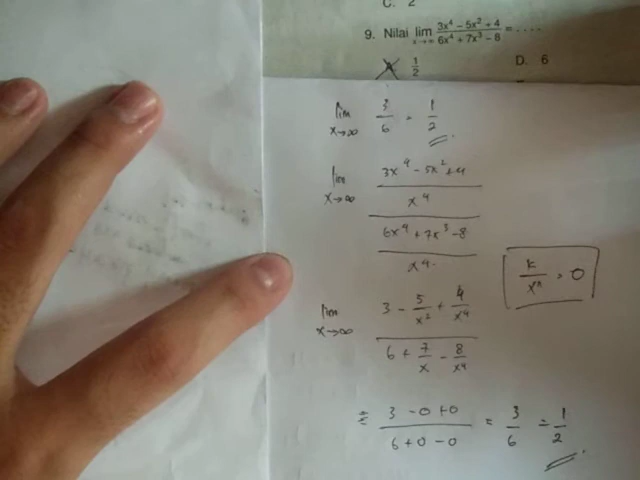 C. 2
9. Nilai lim x→∞ 3x⁴ – 5x² + 4 / 6x⁴ + 7x³ – 8 = ....
A. 1/2
D. 6
lim x→∞ 3/6 = 1/2
lim x→∞ 3x⁴ - 5x² + 4 / x⁴
6x⁴ + 7x³ - 8 / x⁴
k/xⁿ = 0
lim x→∞ 3 - 5/x² + 4/x⁴
6 + 7/x - 8/x⁴
= 3 - 0 + 0 / 6 + 0 - 0 = 3/6 = 1/2